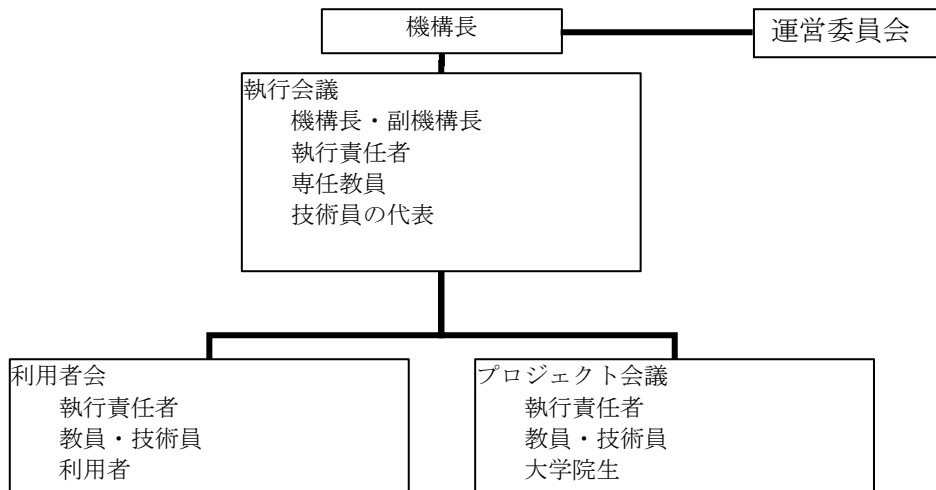 機構長
運営委員会
執行会議
機構長・副機構長
執行責任者
専任教員
技術員の代表
利用者会
執行責任者
教員・技術員
利用者
プロジェクト会議
執行責任者
教員・技術員
大学院生